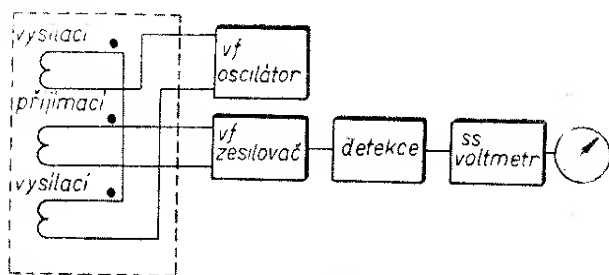 vysílací
přijímací
vysílací
vf
oscilátor
vf
zesilovač
detekce
ss
voltmetr